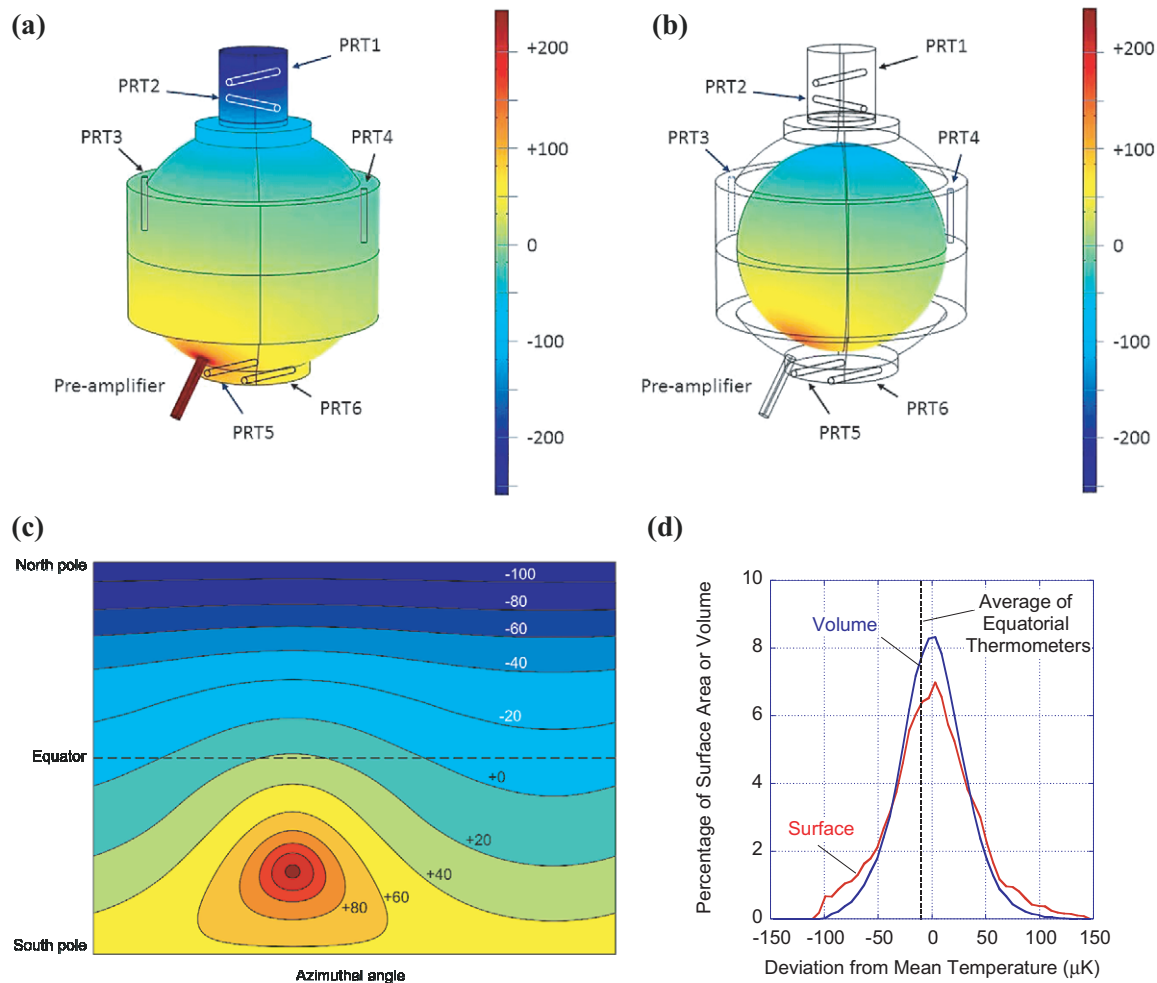 (a)
PRT1
PRT2
PRT3
PRT4
Pre-amplifier
PRT5
PRT6
+200
+100
0
-100
-200
(b)
PRT1
PRT2
PRT3
PRT4
Pre-amplifier
PRT5
PRT6
+200
+100
0
-100
-200
(c)
North pole
Equator
South pole
-100
-80
-60
-40
-20
+0
+20
+40
+60
+80
Azimuthal angle
(d)
Percentage of Surface Area or Volume
10
8
6
4
2
0
Volume
Surface
Average of
Equatorial
Thermometers
-150
-100
-50
0
50
100
150
Deviation from Mean Temperature (µK)